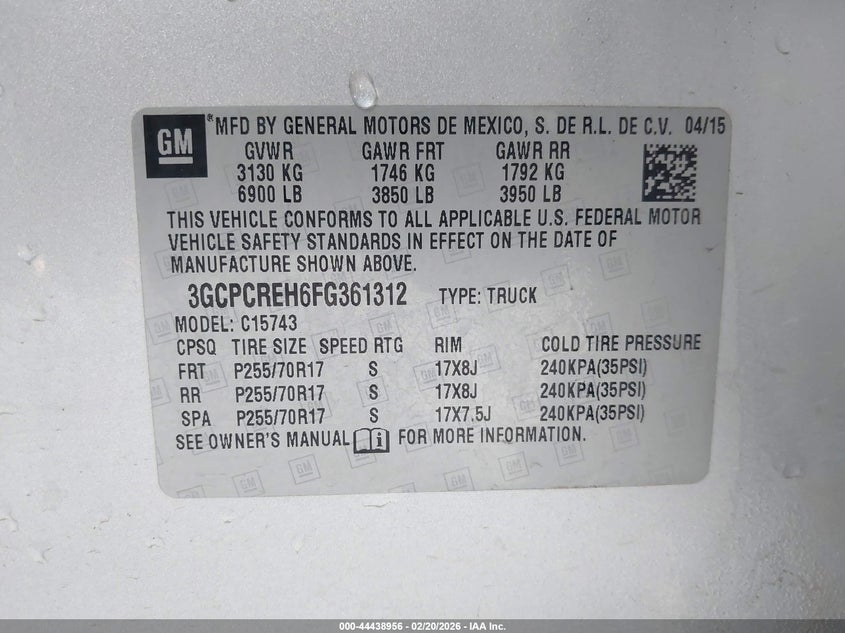 GM ® MFD BY GENERAL MOTORS DE MEXICO, S. DE R.L. DE C.V. 04/15
GVWR GAWR FRT GAWR RR
3130 KG 1746 KG 1792 KG
6900 LB 3850 LB 3950 LB
THIS VEHICLE CONFORMS TO ALL APPLICABLE U.S. FEDERAL MOTOR
VEHICLE SAFETY STANDARDS IN EFFECT ON THE DATE OF
MANUFACTURE SHOWN ABOVE.
3GCPCREH6FG361312 TYPE: TRUCK
MODEL: C15743
CPSQ TIRE SIZE SPEED RTG RIM COLD TIRE PRESSURE
FRT P255/70R17 S 17X8J 240KPA(35PSI)
RR P255/70R17 S 17X8J 240KPA(35PSI)
SPA P255/70R17 S 17X7.5J 240KPA(35PSI)
SEE OWNER'S MANUAL i FOR MORE INFORMATION.
000-44438956 - 02/20/2026 - IAA Inc.